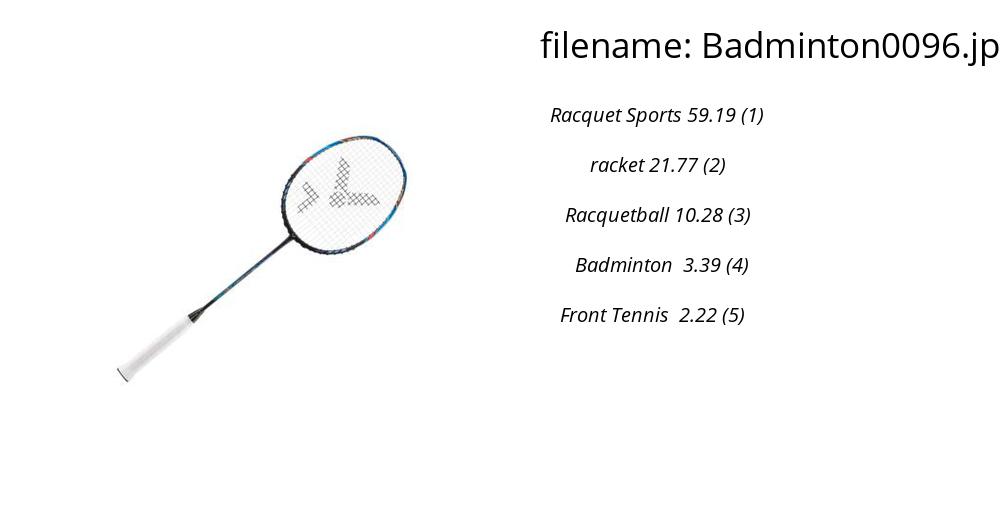 filename: Badminton0096.jp
Racquet Sports 59.19 (1)
racket 21.77 (2)
Racquetball 10.28 (3)
Badminton  3.39 (4)
Front Tennis  2.22 (5)